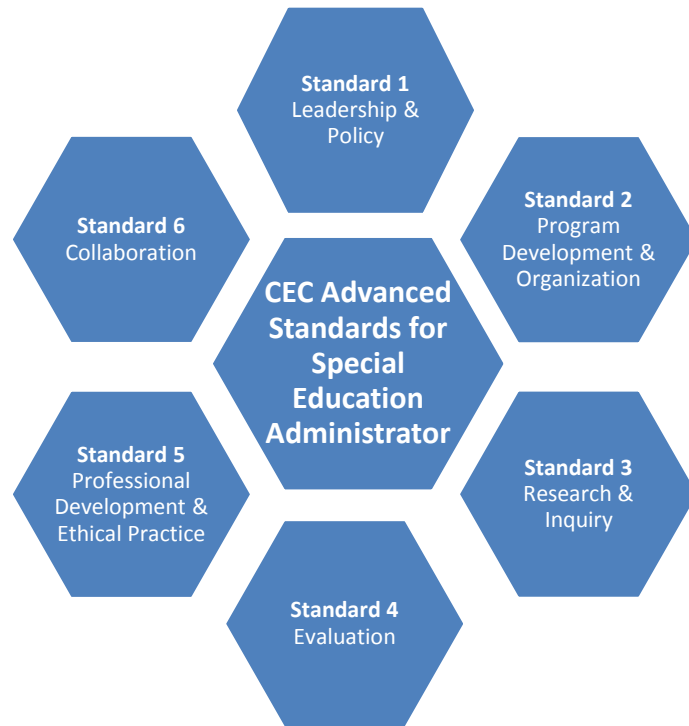 Standard 1
Leadership &
Policy
Standard 2
Program
Development &
Organization
Standard 3
Research &
Inquiry
Standard 4
Evaluation
Standard 5
Professional
Development &
Ethical Practice
Standard 6
Collaboration
CEC Advanced
Standards for
Special
Education
Administrator